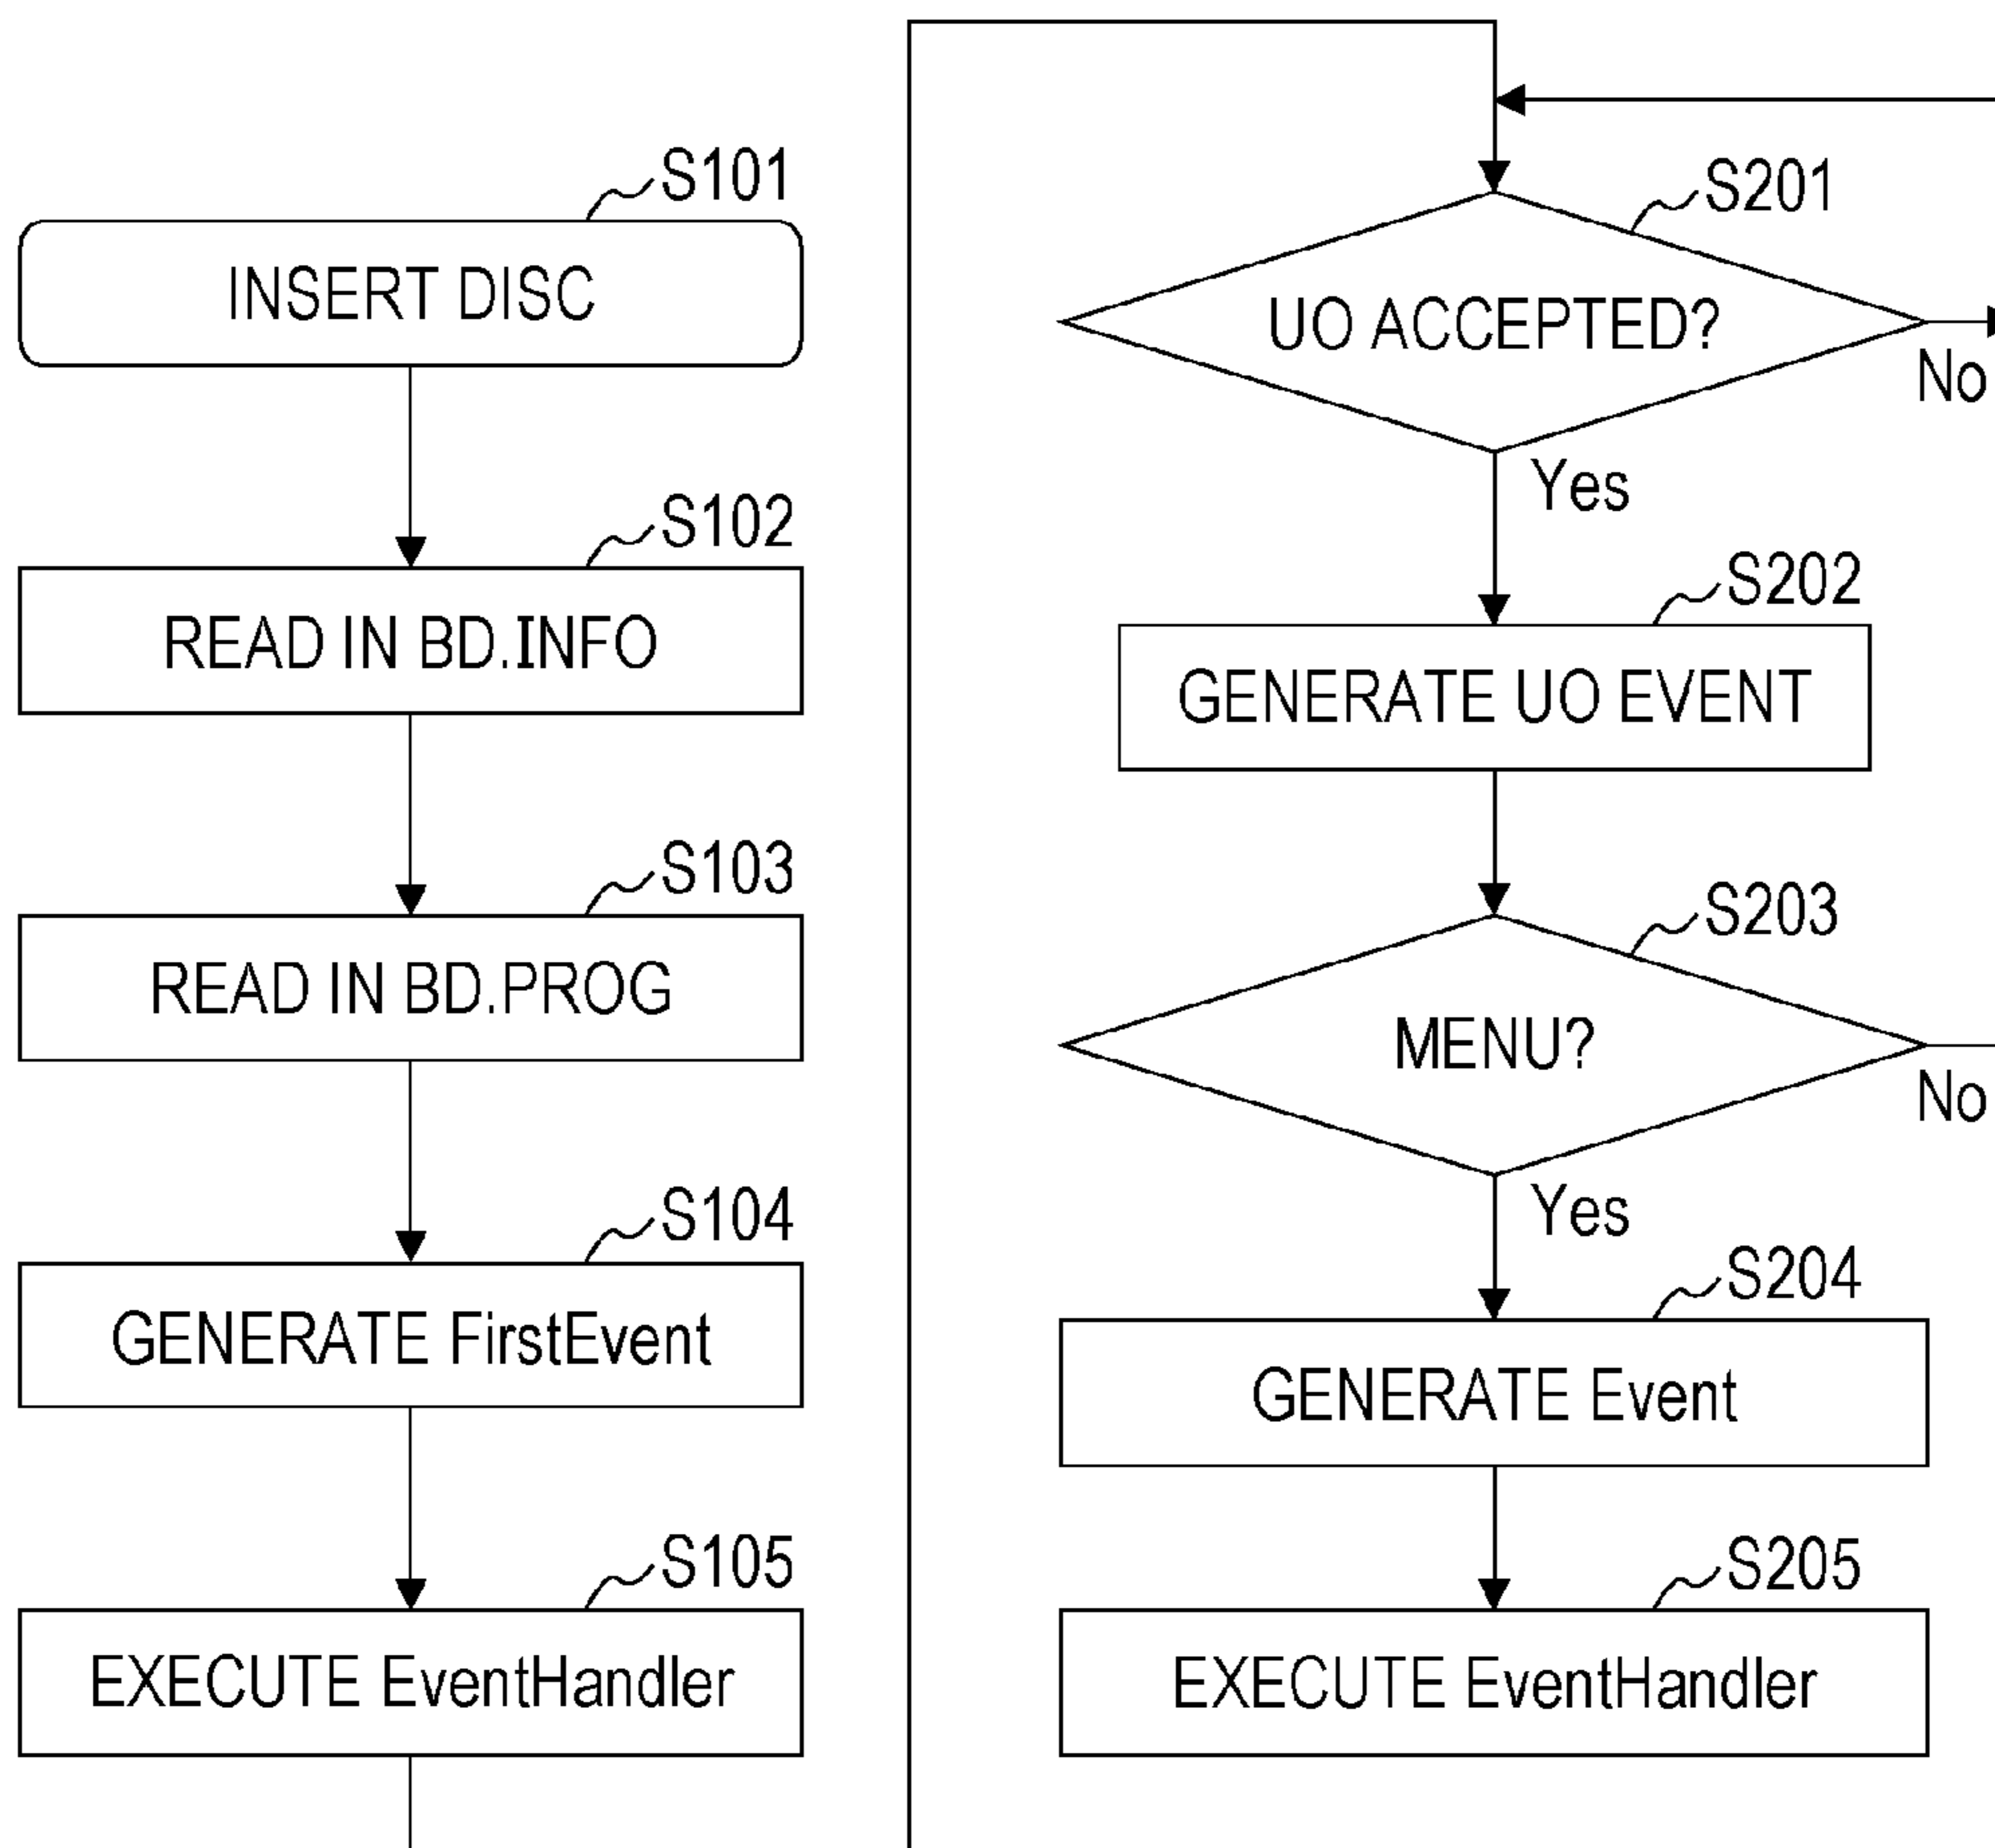 S101
INSERT DISC
S102
READ IN BD.INFO
S103
READ IN BD.PROG
S104
GENERATE FirstEvent
S105
EXECUTE EventHandler
S201
UO ACCEPTED?
No
Yes
S202
GENERATE UO EVENT
S203
MENU?
No
Yes
S204
GENERATE Event
S205
EXECUTE EventHandler